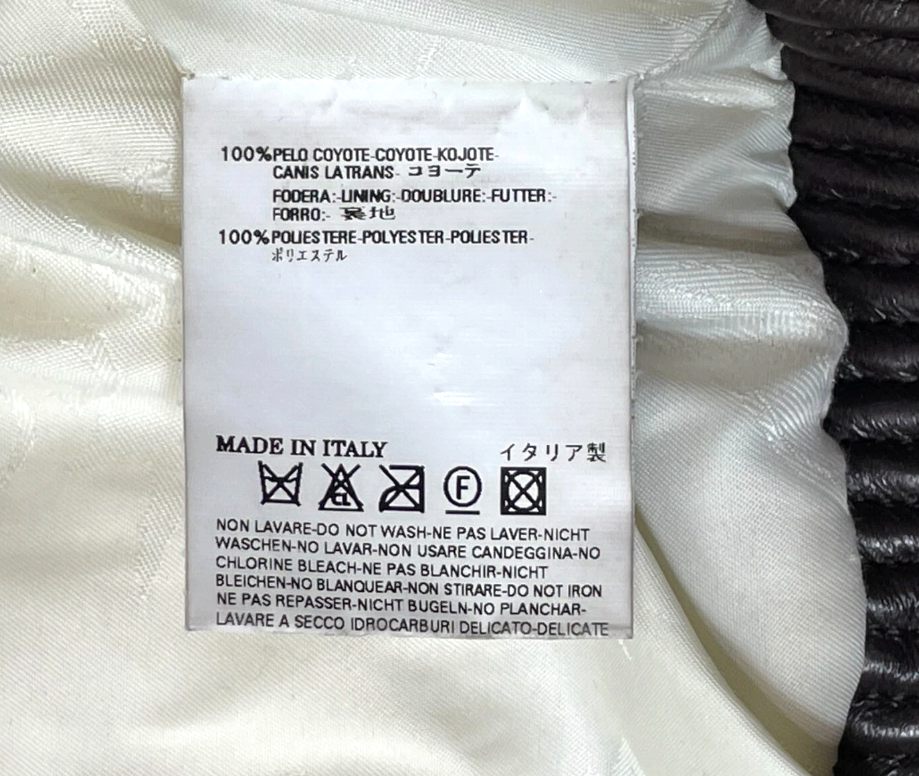 100%PELO COYOTE-COYOTE-KOJOTE-
CANIS LATRANS- コヨーテ
FODERA:-LINING:-DOUBLURE:-FUTTER:-
FORRO:- 裏地
100%POLIESTERE-POLYESTER-POLIESTER-
ポリエステル
MADE IN ITALY イタリア製
CL F
NON LAVARE-DO NOT WASH-NE PAS LAVER-NICHT
WASCHEN-NO LAVAR-NON USARE CANDEGGINA-NO
CHLORINE BLEACH-NE PAS BLANCHIR-NICHT
BLEICHEN-NO BLANQUEAR-NON STIRARE-DO NOT IRON
NE PAS REPASSER-NICHT BUGELN-NO PLANCHAR-
LAVARE A SECCO IDROCARBURI DELICATO-DELICATE